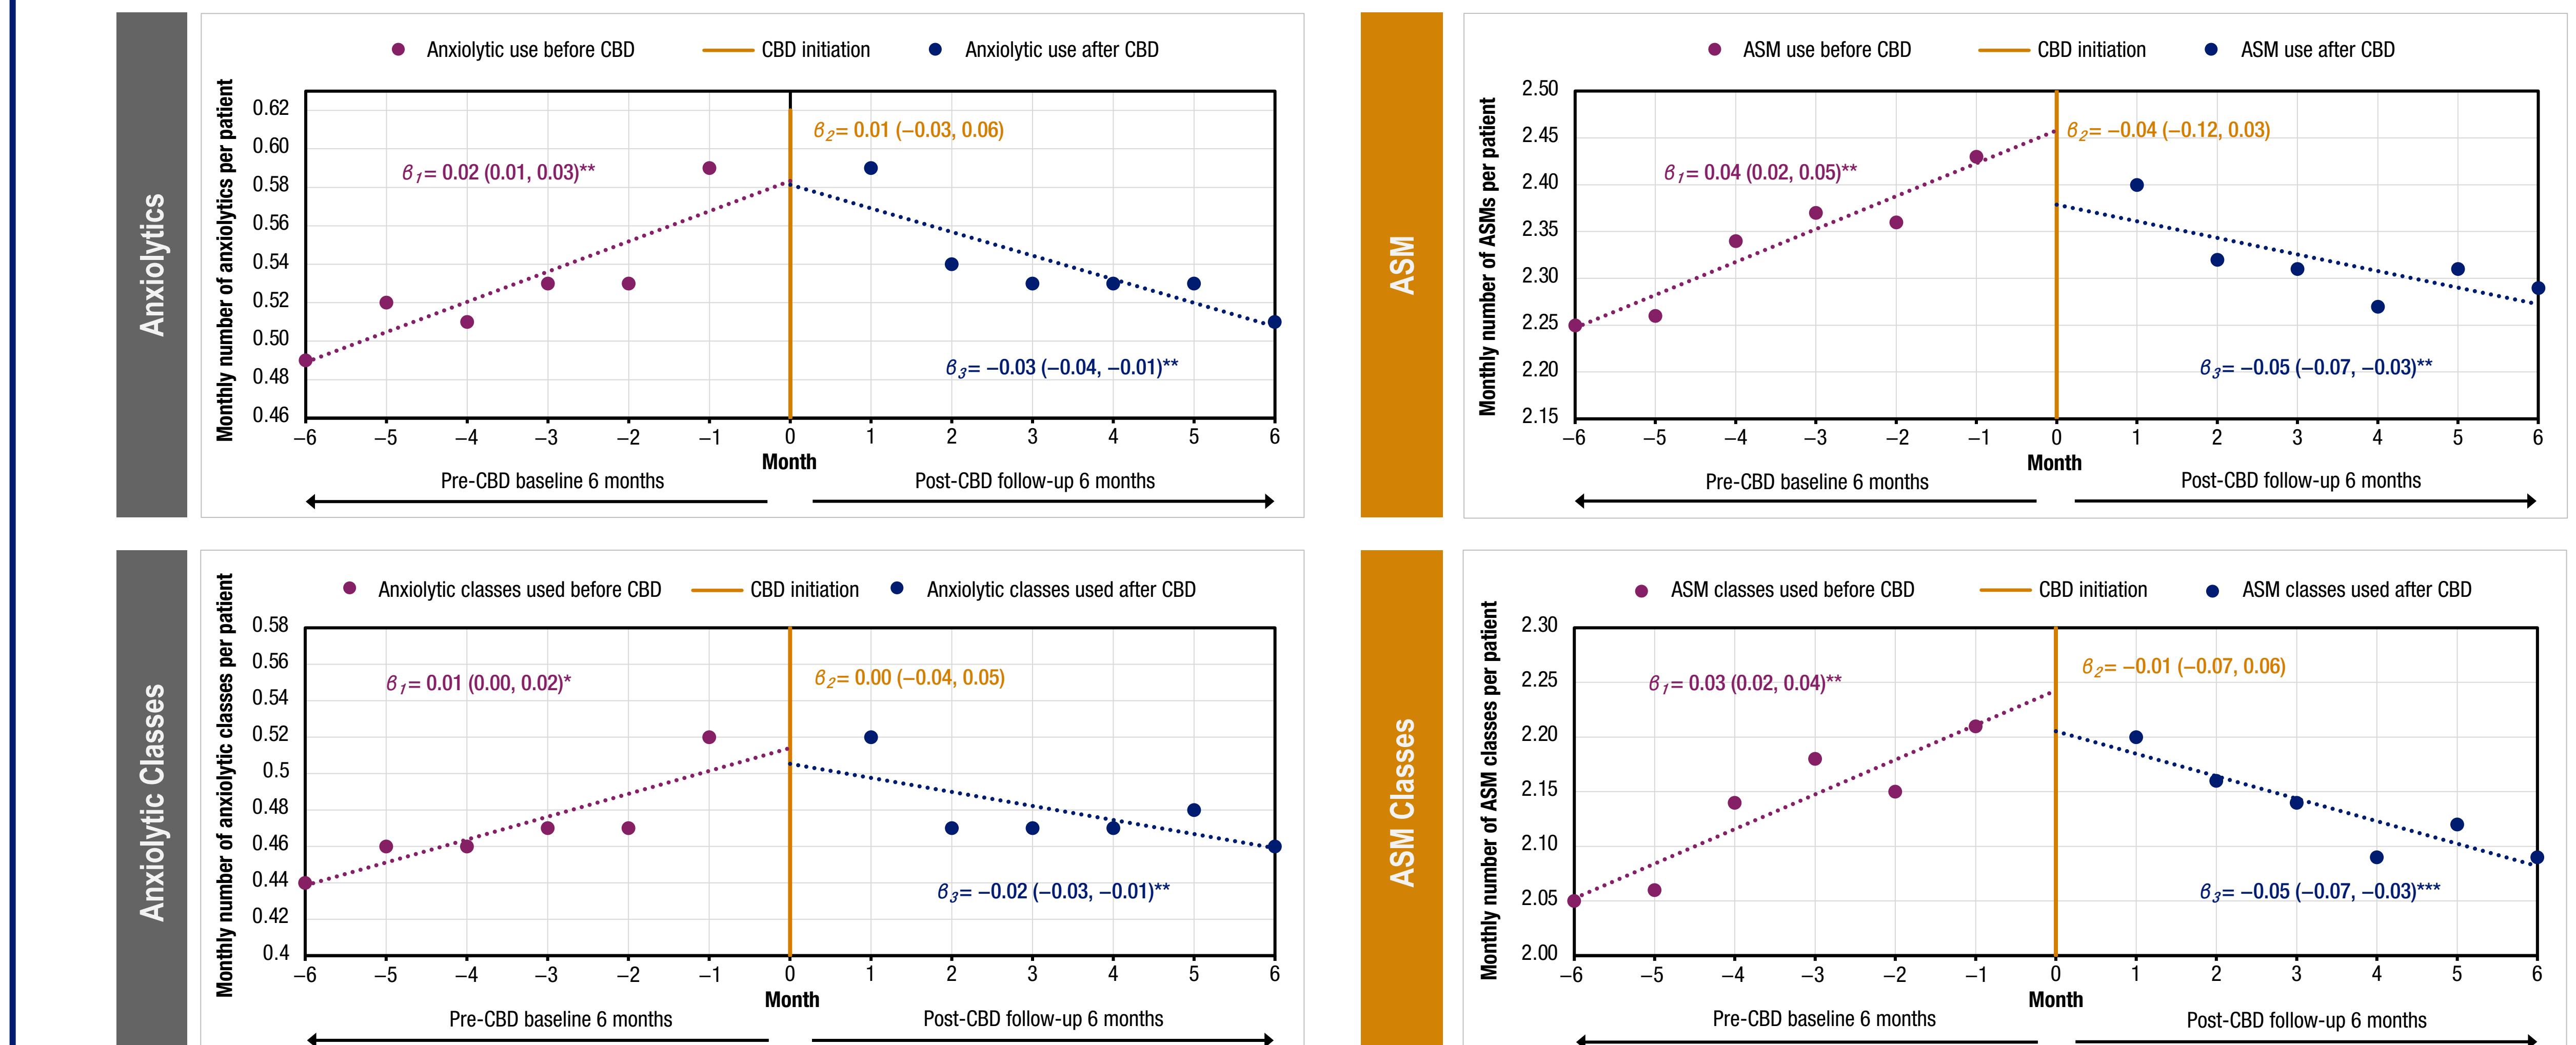 Anxiolytics
Anxiolytic use before CBD
CBD initiation
Anxiolytic use after CBD
Monthly number of anxiolytics per patient
0.62
0.60
0.58
0.56
0.54
0.52
0.50
0.48
0.46
β1= 0.02 (0.01, 0.03)**
β2= 0.01 (−0.03, 0.06)
β3= −0.03 (−0.04, −0.01)**
−6 −5 −4 −3 −2 −1 0 1 2 3 4 5 6
Month
Pre-CBD baseline 6 months
Post-CBD follow-up 6 months
ASM
ASM use before CBD
CBD initiation
ASM use after CBD
Monthly number of ASMs per patient
2.50
2.45
2.40
2.35
2.30
2.25
2.20
2.15
β1= 0.04 (0.02, 0.05)**
β2= −0.04 (−0.12, 0.03)
β3= −0.05 (−0.07, −0.03)**
−6 −5 −4 −3 −2 −1 0 1 2 3 4 5 6
Month
Pre-CBD baseline 6 months
Post-CBD follow-up 6 months
Anxiolytic Classes
Anxiolytic classes used before CBD
CBD initiation
Anxiolytic classes used after CBD
Monthly number of anxiolytic classes per patient
0.58
0.56
0.54
0.52
0.5
0.48
0.46
0.44
0.42
0.4
β1= 0.01 (0.00, 0.02)*
β2= 0.00 (−0.04, 0.05)
β3= −0.02 (−0.03, −0.01)**
−6 −5 −4 −3 −2 −1 0 1 2 3 4 5 6
Month
Pre-CBD baseline 6 months
Post-CBD follow-up 6 months
ASM Classes
ASM classes used before CBD
CBD initiation
ASM classes used after CBD
Monthly number of ASM classes per patient
2.30
2.25
2.20
2.15
2.10
2.05
2.00
β1= 0.03 (0.02, 0.04)**
β2= −0.01 (−0.07, 0.06)
β3= −0.05 (−0.07, −0.03)***
−6 −5 −4 −3 −2 −1 0 1 2 3 4 5 6
Month
Pre-CBD baseline 6 months
Post-CBD follow-up 6 months